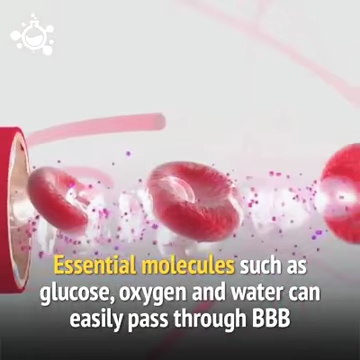 Essential molecules such as
glucose, oxygen and water can
easily pass through BBB